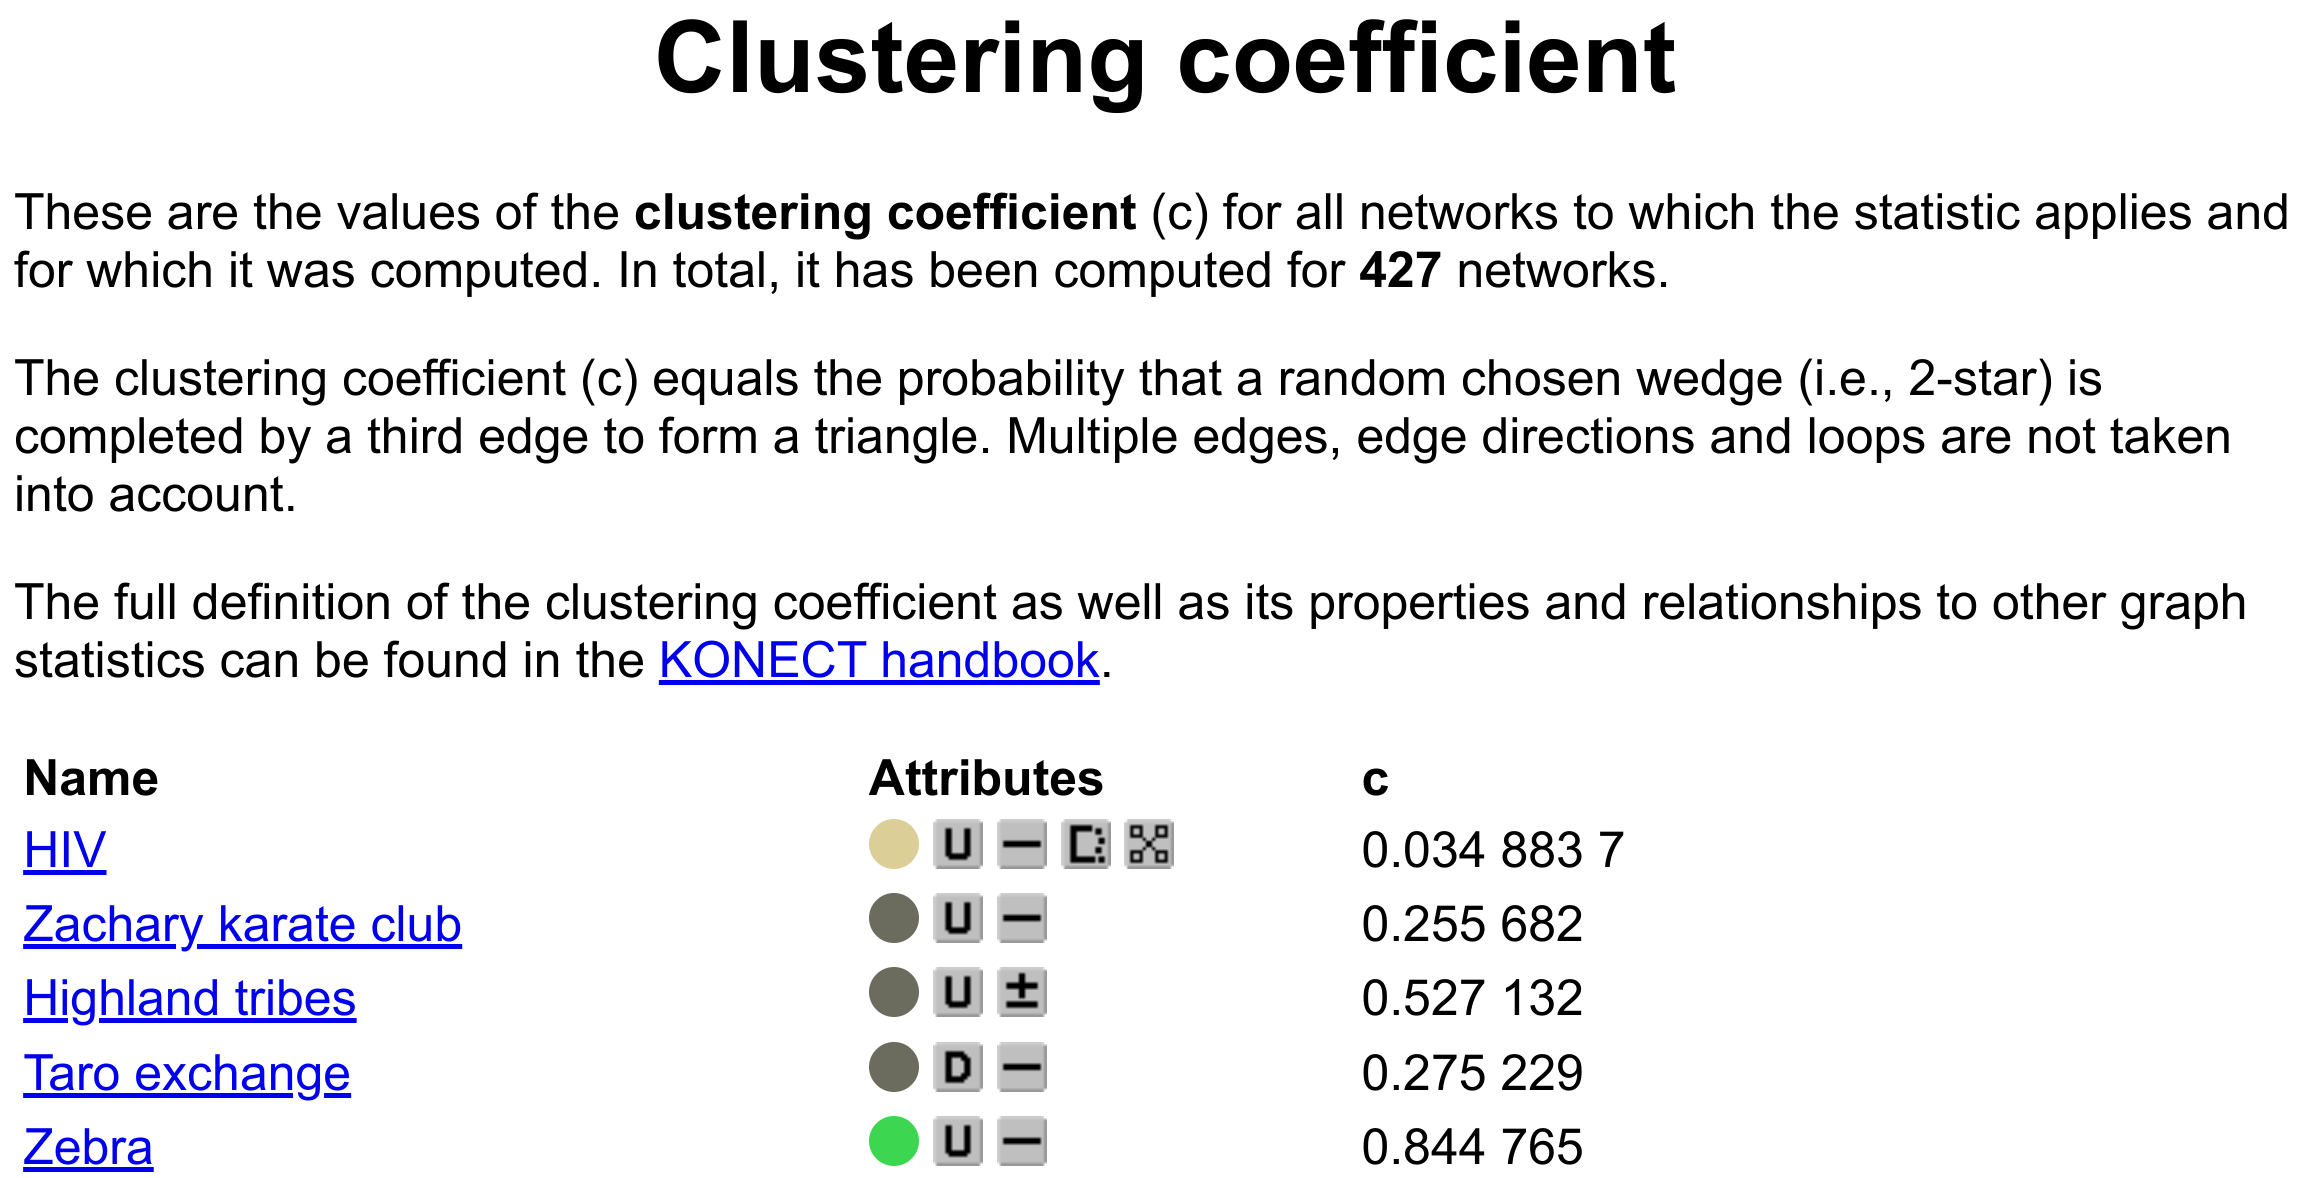 Clustering coefficient
These are the values of the clustering coefficient (c) for all networks to which the statistic applies and
for which it was computed. In total, it has been computed for 427 networks.
The clustering coefficient (c) equals the probability that a random chosen wedge (i.e., 2-star) is
completed by a third edge to form a triangle. Multiple edges, edge directions and loops are not taken
into account.
The full definition of the clustering coefficient as well as its properties and relationships to other graph
statistics can be found in the KONECT handbook.
Name Attributes c
HIV U — 0.034 883 7
Zachary karate club U — 0.255 682
Highland tribes U ± 0.527 132
Taro exchange D — 0.275 229
Zebra U — 0.844 765